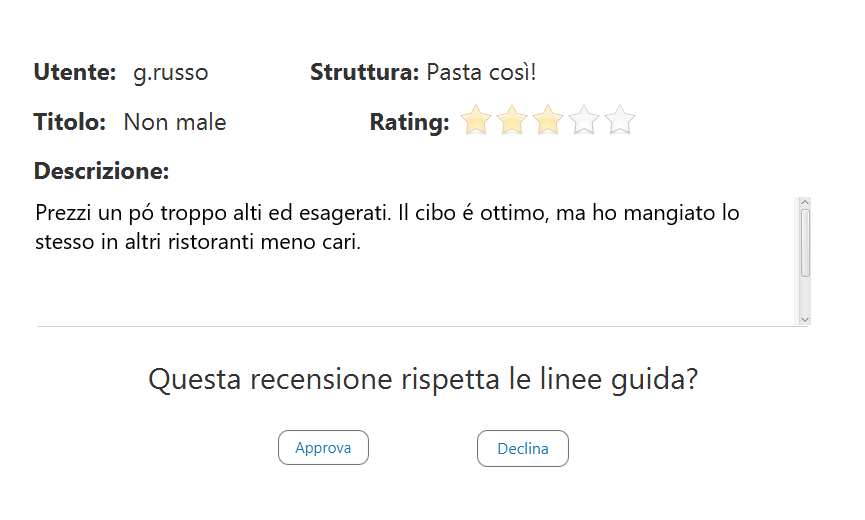 Utente: g.russo Struttura: Pasta così!
Titolo: Non male Rating:
Descrizione:
Prezzi un pó troppo alti ed esagerati. Il cibo é ottimo, ma ho mangiato lo
stesso in altri ristoranti meno cari.
Questa recensione rispetta le linee guida?
Approva Declina